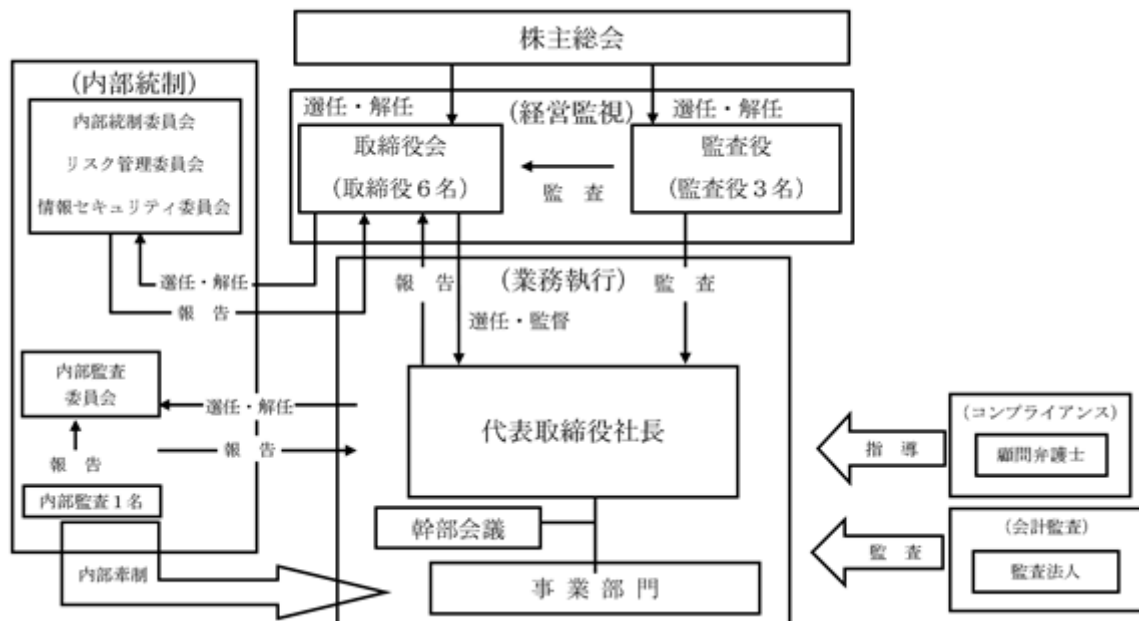 株主総会
(内部統制)
内部統制委員会
リスク管理委員会
情報セキュリティ委員会
選任・解任
(経営監視)
選任・解任
取締役会
(取締役6名)
監 査
監査役
(監査役3名)
選任・解任
報 告
報 告
(業務執行)
監 査
選任・監督
内部監査
委員会
選任・解任
報 告
報 告
内部監査1名
内部牽制
代表取締役社長
幹部会議
事 業 部 門
指 導
(コンプライアンス)
顧問弁護士
監 査
(会計監査)
監査法人